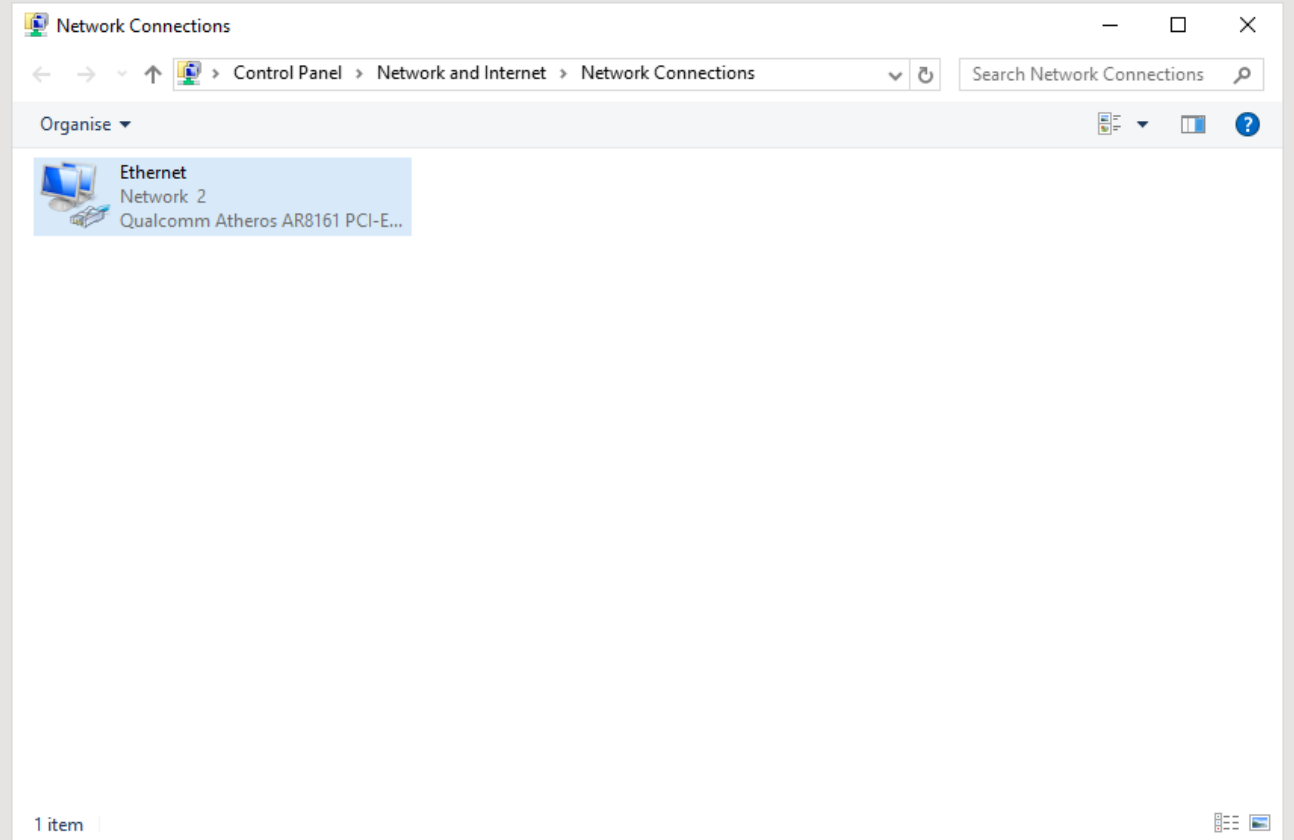 Network Connections
Control Panel > Network and Internet > Network Connections
Search Network Connections
Organise
?
Ethernet
Network 2
Qualcomm Atheros AR8161 PCI-E...
1 item